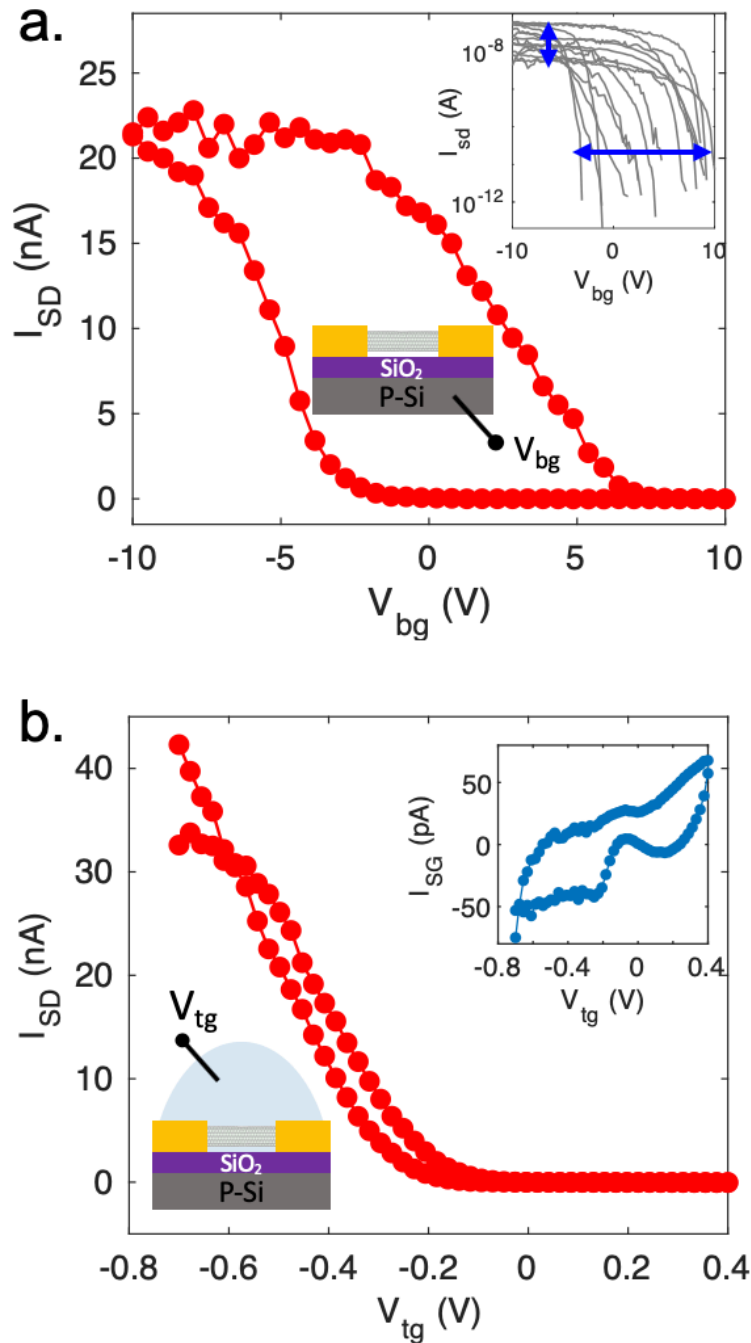 a.
25
20
15
10
5
0
I_SD (nA)
-10
-5
0
5
10
V_bg (V)
10^-8
10^-12
I_sd (A)
-10
0
10
V_bg (V)
SiO₂
P-Si
V_bg
b.
40
30
20
10
0
I_SD (nA)
-0.8
-0.6
-0.4
-0.2
0
0.2
0.4
V_tg (V)
50
0
-50
I_SG (pA)
-0.8
-0.4
0
0.4
V_tg (V)
V_tg
SiO₂
P-Si